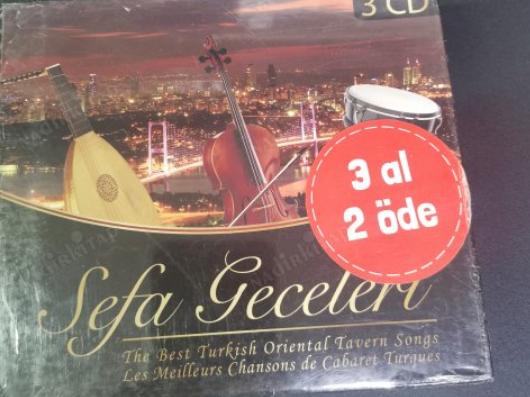 3 CD
3 al
2 öde
Sefa Geceleri
The Best Turkish Oriental Tavern Songs
Les Meilleurs Chansons de Cabaret Turques